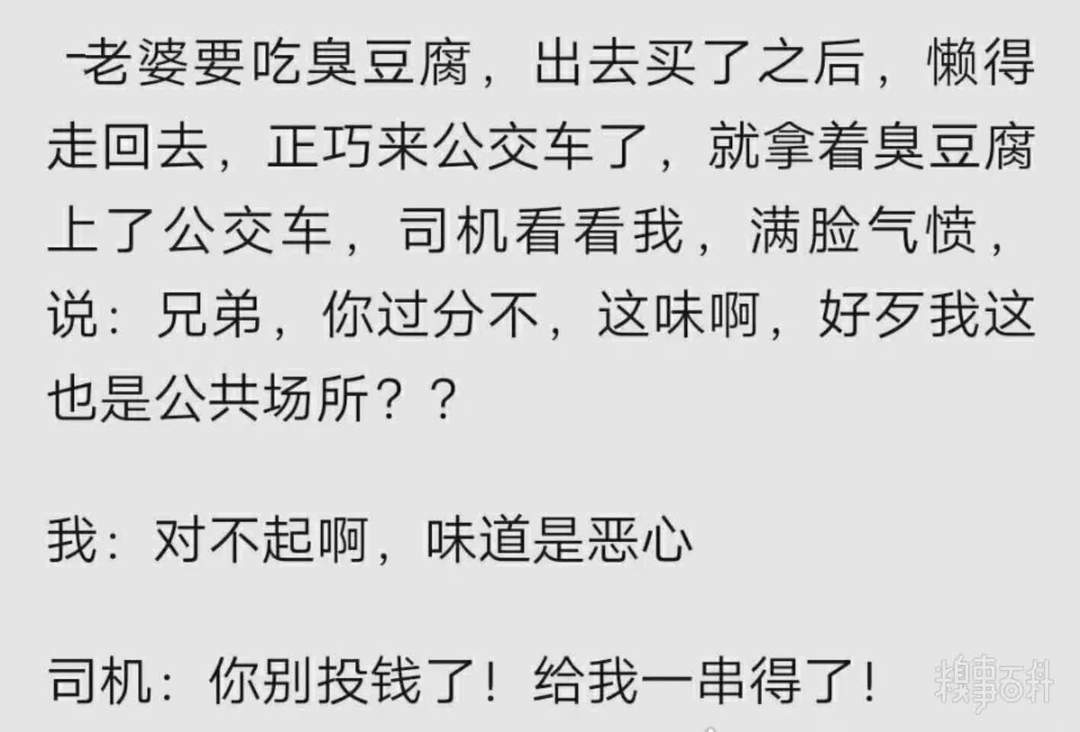 -老婆要吃臭豆腐，出去买了之后，懒得
走回去，正巧来公交车了，就拿着臭豆腐
上了公交车，司机看看我，满脸气愤，
说：兄弟，你过分不，这味啊，好歹我这
也是公共场所？？
我：对不起啊，味道是恶心
司机：你别投钱了！给我一串得了！
糗事百科